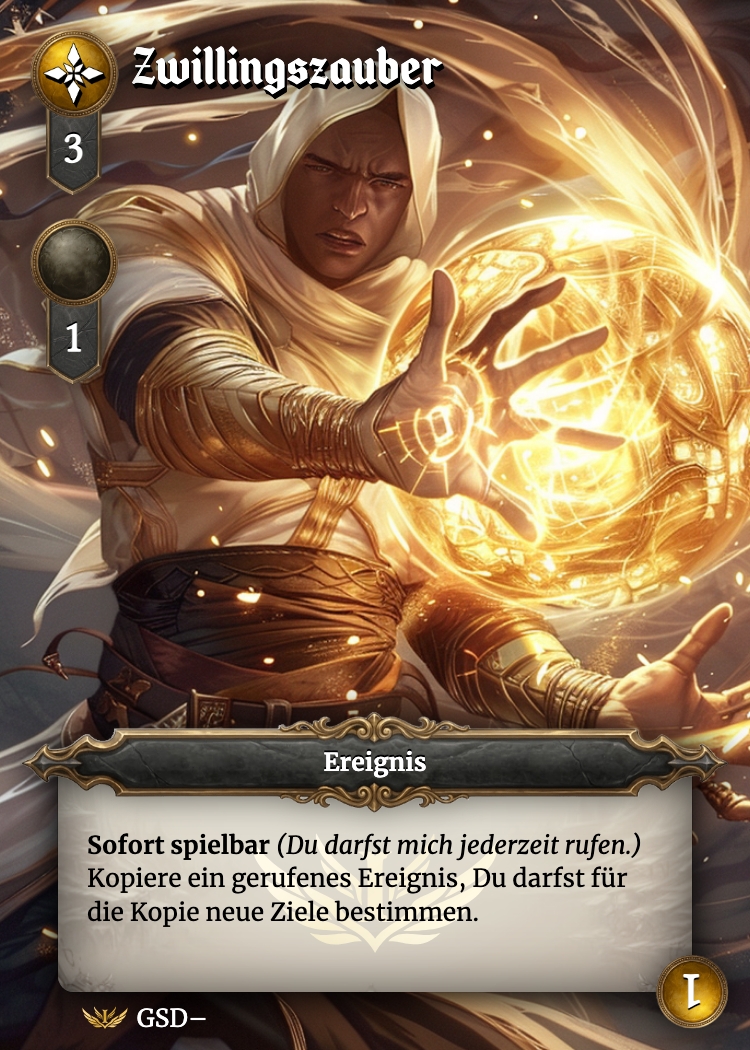 Zwillingszauber
3
1
Ereignis
Sofort spielbar (Du darfst mich jederzeit rufen.)
Kopiere ein gerufenes Ereignis, Du darfst für
die Kopie neue Ziele bestimmen.
1
GSD–